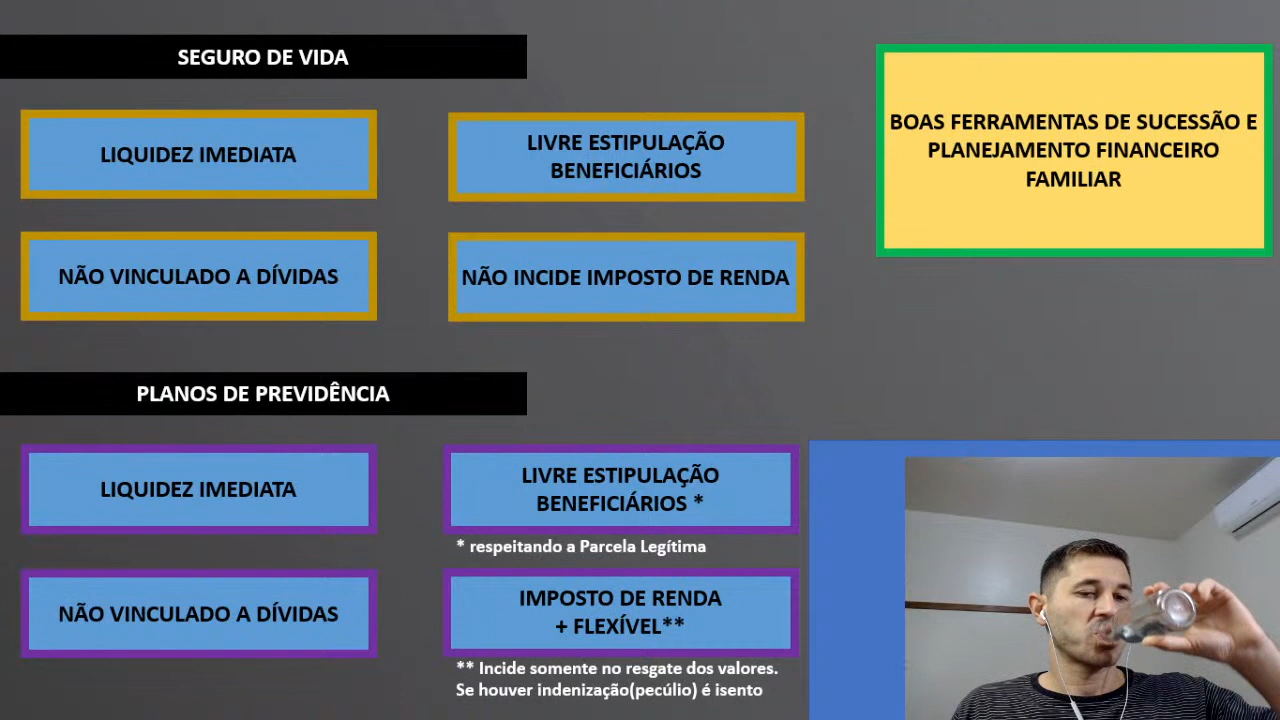 SEGURO DE VIDA
LIQUIDEZ IMEDIATA
LIVRE ESTIPULAÇÃO
BENEFICIÁRIOS
NÃO VINCULADO A DÍVIDAS
NÃO INCIDE IMPOSTO DE RENDA
BOAS FERRAMENTAS DE SUCESSÃO E
PLANEJAMENTO FINANCEIRO
FAMILIAR
PLANOS DE PREVIDÊNCIA
LIQUIDEZ IMEDIATA
LIVRE ESTIPULAÇÃO
BENEFICIÁRIOS *
* respeitando a Parcela Legítima
NÃO VINCULADO A DÍVIDAS
IMPOSTO DE RENDA
+ FLEXÍVEL**
** Incide somente no resgate dos valores.
Se houver indenização(pecúlio) é isento